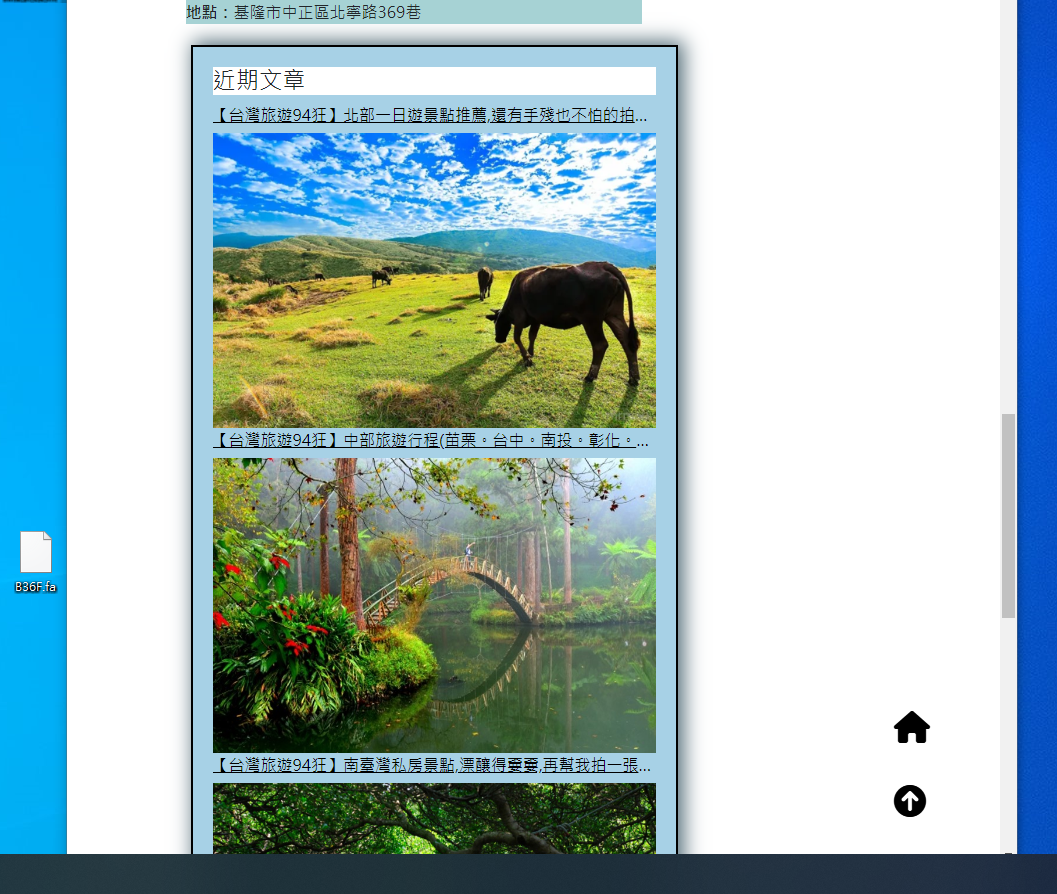 地點：基隆市中正區北寧路369巷
近期文章
【台灣旅遊94狂】北部一日遊景點推薦,還有手殘也不怕的拍...
【台灣旅遊94狂】中部旅遊行程(苗栗。台中。南投。彰化。...
B36F.fa
【台灣旅遊94狂】南臺灣私房景點,漂釀得嫑嫑,再幫我拍一張...